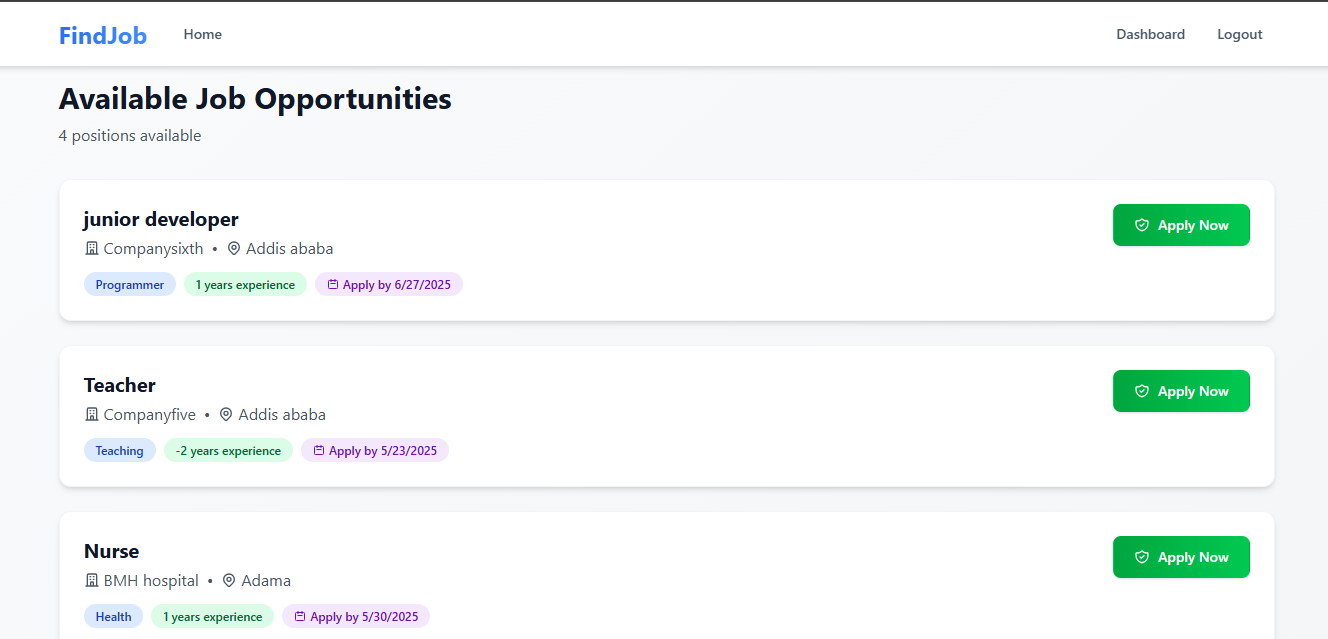 FindJob Home Dashboard Logout
Available Job Opportunities
4 positions available
junior developer
Companysixth • Addis ababa
Programmer 1 years experience Apply by 6/27/2025
Apply Now
Teacher
Companyfive • Addis ababa
Teaching -2 years experience Apply by 5/23/2025
Apply Now
Nurse
BMH hospital • Adama
Health 1 years experience Apply by 5/30/2025
Apply Now